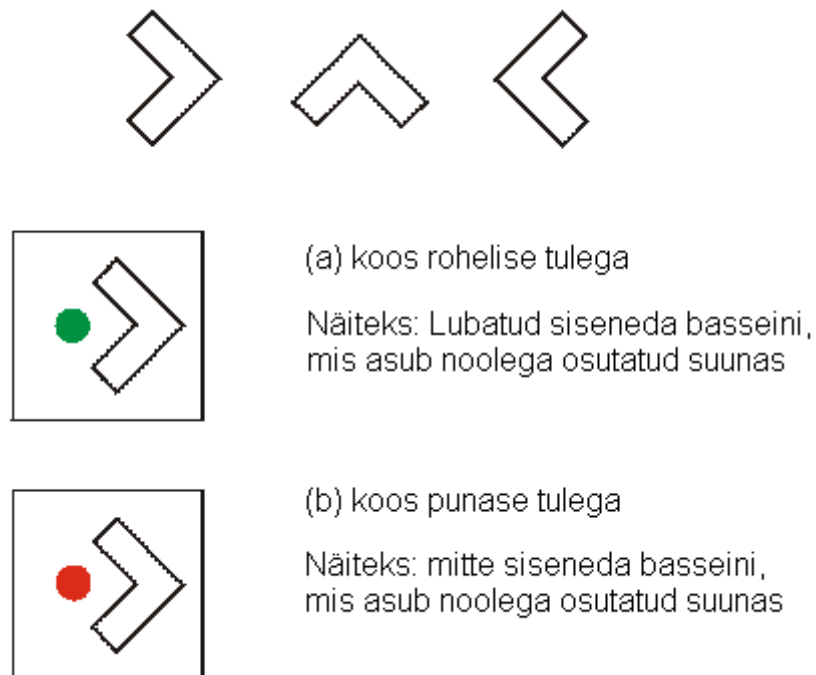 (a) koos rohelise tulega
Näiteks: Lubatud siseneda basseini,
mis asub noolega osutatud suunas
(b) koos punase tulega
Näiteks: mitte siseneda basseini,
mis asub noolega osutatud suunas